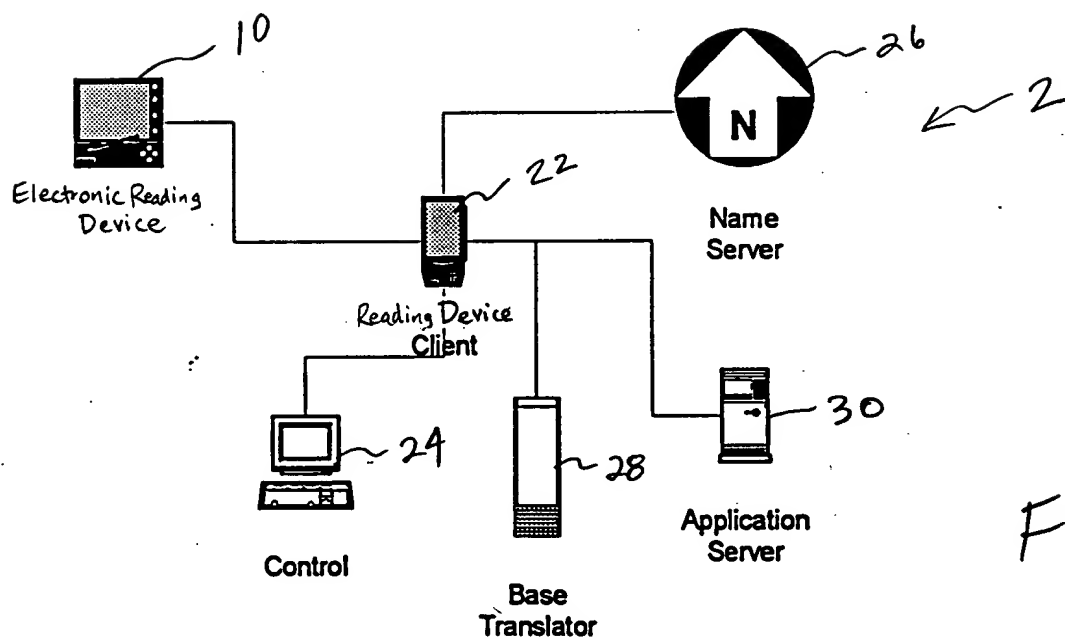 10
26
2
N
Electronic Reading
Device
22
Name
Server
Reading Device
Client
30
24
28
Application
Server
F
Control
Base
Translator